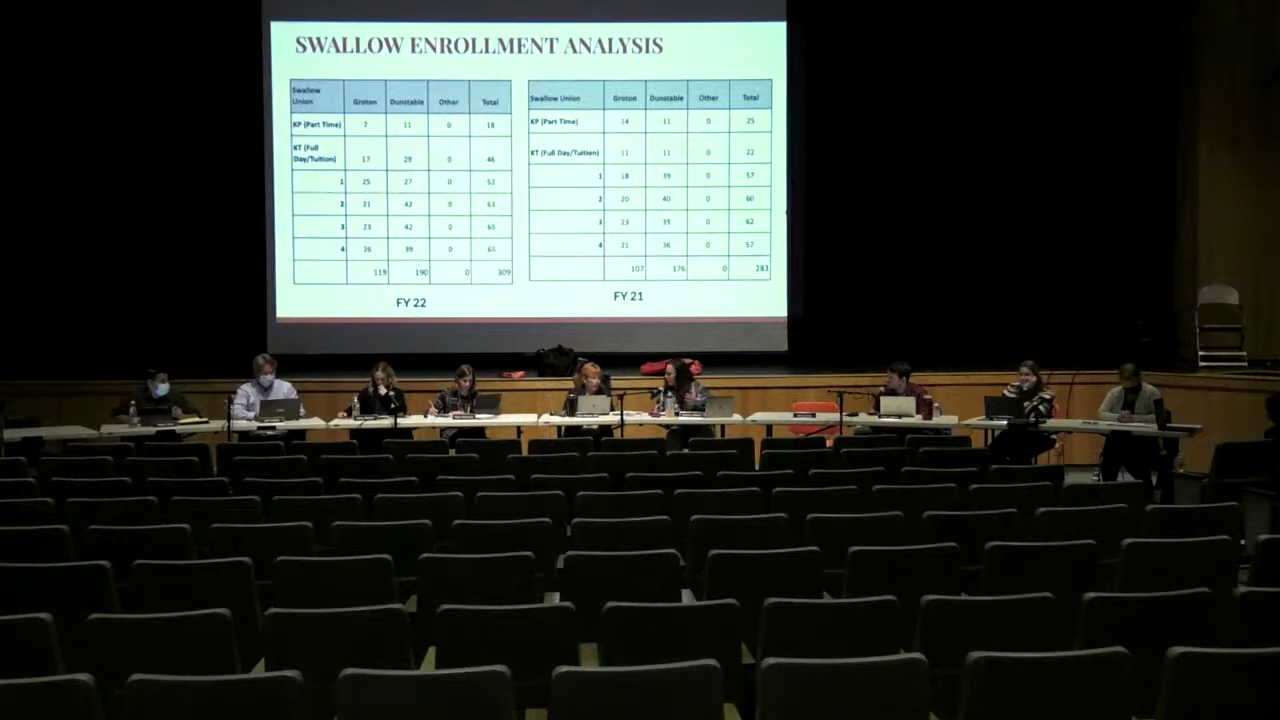 SWALLOW ENROLLMENT ANALYSIS
Swallow
Union Groton Dunstable Other Total
KP (Part Time) 7 11 0 18
KT (Full
Day/Tuition) 17 29 0 46
1 25 27 0 52
2 21 42 0 63
3 23 42 0 65
4 26 39 0 65
119 190 0 309
FY 22
Swallow Union Groton Dunstable Other Total
KP (Part Time) 14 11 0 25
KT (Full Day/Tuition) 11 11 0 22
1 18 39 0 57
2 20 40 0 60
3 23 39 0 62
4 21 36 0 57
107 176 0 283
FY 21